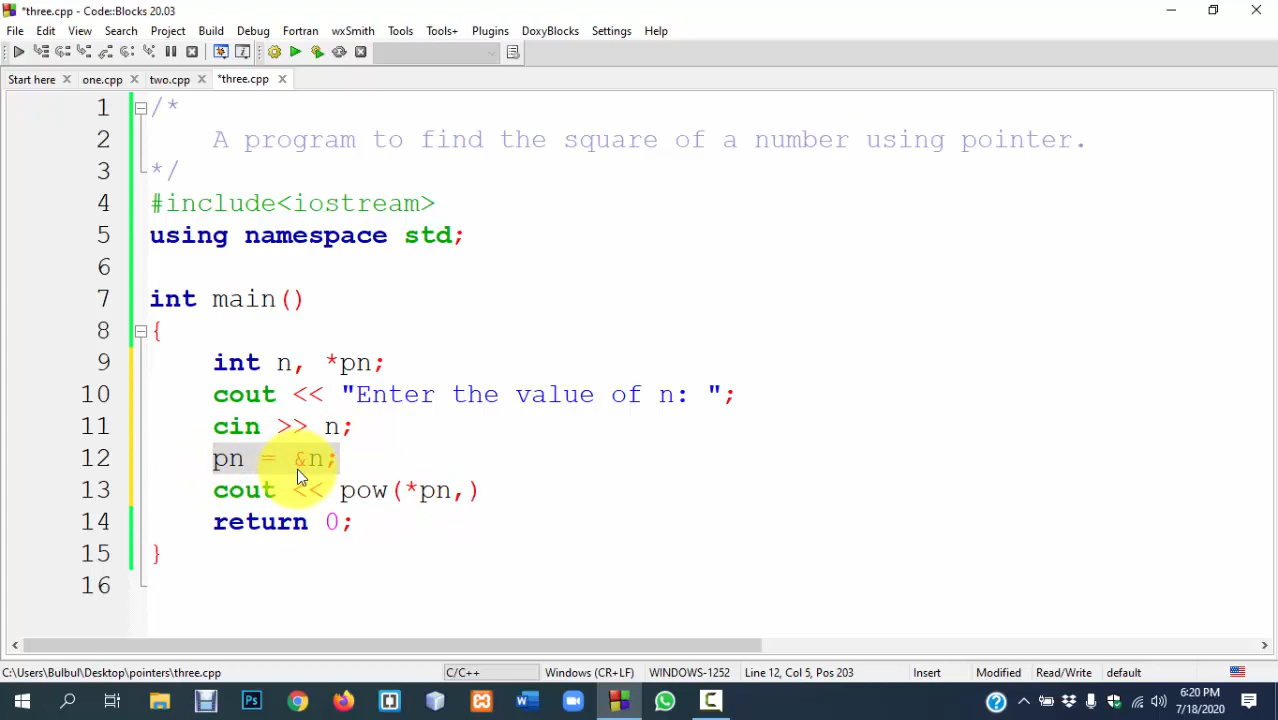 *three.cpp - Code::Blocks 20.03
File Edit View Search Project Build Debug Fortran wxSmith Tools Tools+ Plugins DoxyBlocks Settings Help
Start here one.cpp two.cpp *three.cpp
1 /*
2 A program to find the square of a number using pointer.
3 */
4 #include<iostream>
5 using namespace std;
6
7 int main()
8 {
9 int n, *pn;
10 cout << "Enter the value of n: ";
11 cin >> n;
12 pn = &n;
13 cout << pow(*pn,)
14 return 0;
15 }
16
C:\Users\Bulbul\Desktop\pointers\three.cpp C/C++ Windows (CR+LF) WINDOWS-1252 Line 12, Col 5, Pos 203 Insert Modified Read/Write default
6:20 PM
7/18/2020